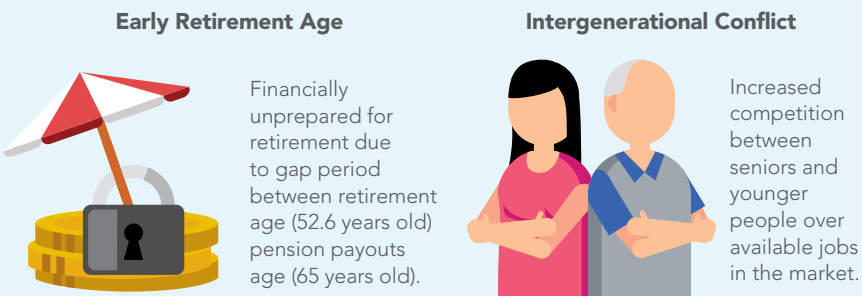 Early Retirement Age
Financially
unprepared for
retirement due
to gap period
between retirement
age (52.6 years old)
pension payouts
age (65 years old).
Intergenerational Conflict
Increased
competition
between
seniors and
younger
people over
available jobs
in the market.